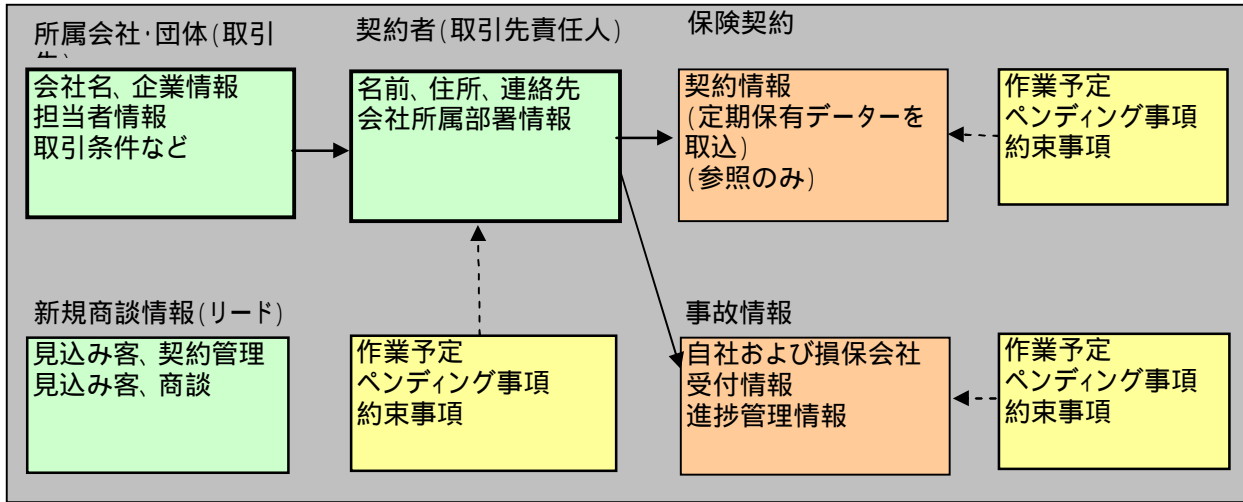 所属会社・団体(取引
会社名、企業情報
担当者情報
取引条件など
契約者(取引先責任人)
名前、住所、連絡先
会社所属部署情報
保険契約
契約情報
(定期保有データーを
取込)
(参照のみ)
作業予定
ペンディング事項
約束事項
新規商談情報(リード)
見込み客、契約管理
見込み客、商談
作業予定
ペンディング事項
約束事項
事故情報
自社および損保会社
受付情報
進捗管理情報
作業予定
ペンディング事項
約束事項